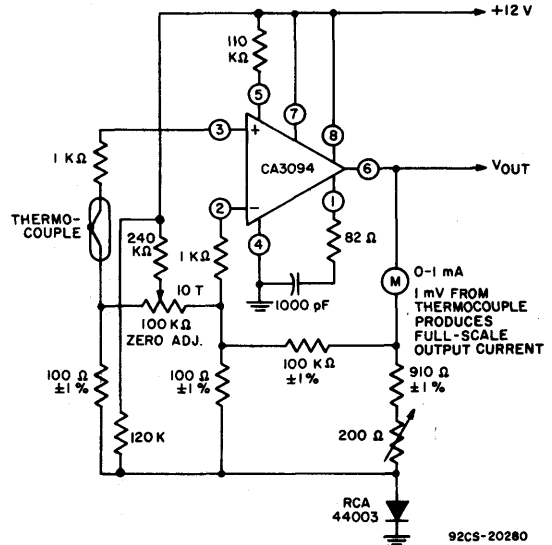 +12 V
110
KΩ
5
7
8
3
+
CA3094
6
VOUT
1 KΩ
2
−
1
4
THERMO-
COUPLE
240
KΩ
1 KΩ
82 Ω
10 T
1000 pF
M
0-1 mA
1 mV FROM
THERMOCOUPLE
PRODUCES
FULL-SCALE
OUTPUT CURRENT
100 KΩ
ZERO ADJ.
100 KΩ
±1%
100 Ω
±1%
100 Ω
±1%
910 Ω
±1%
120 K
200 Ω
RCA
44003
92CS-20280